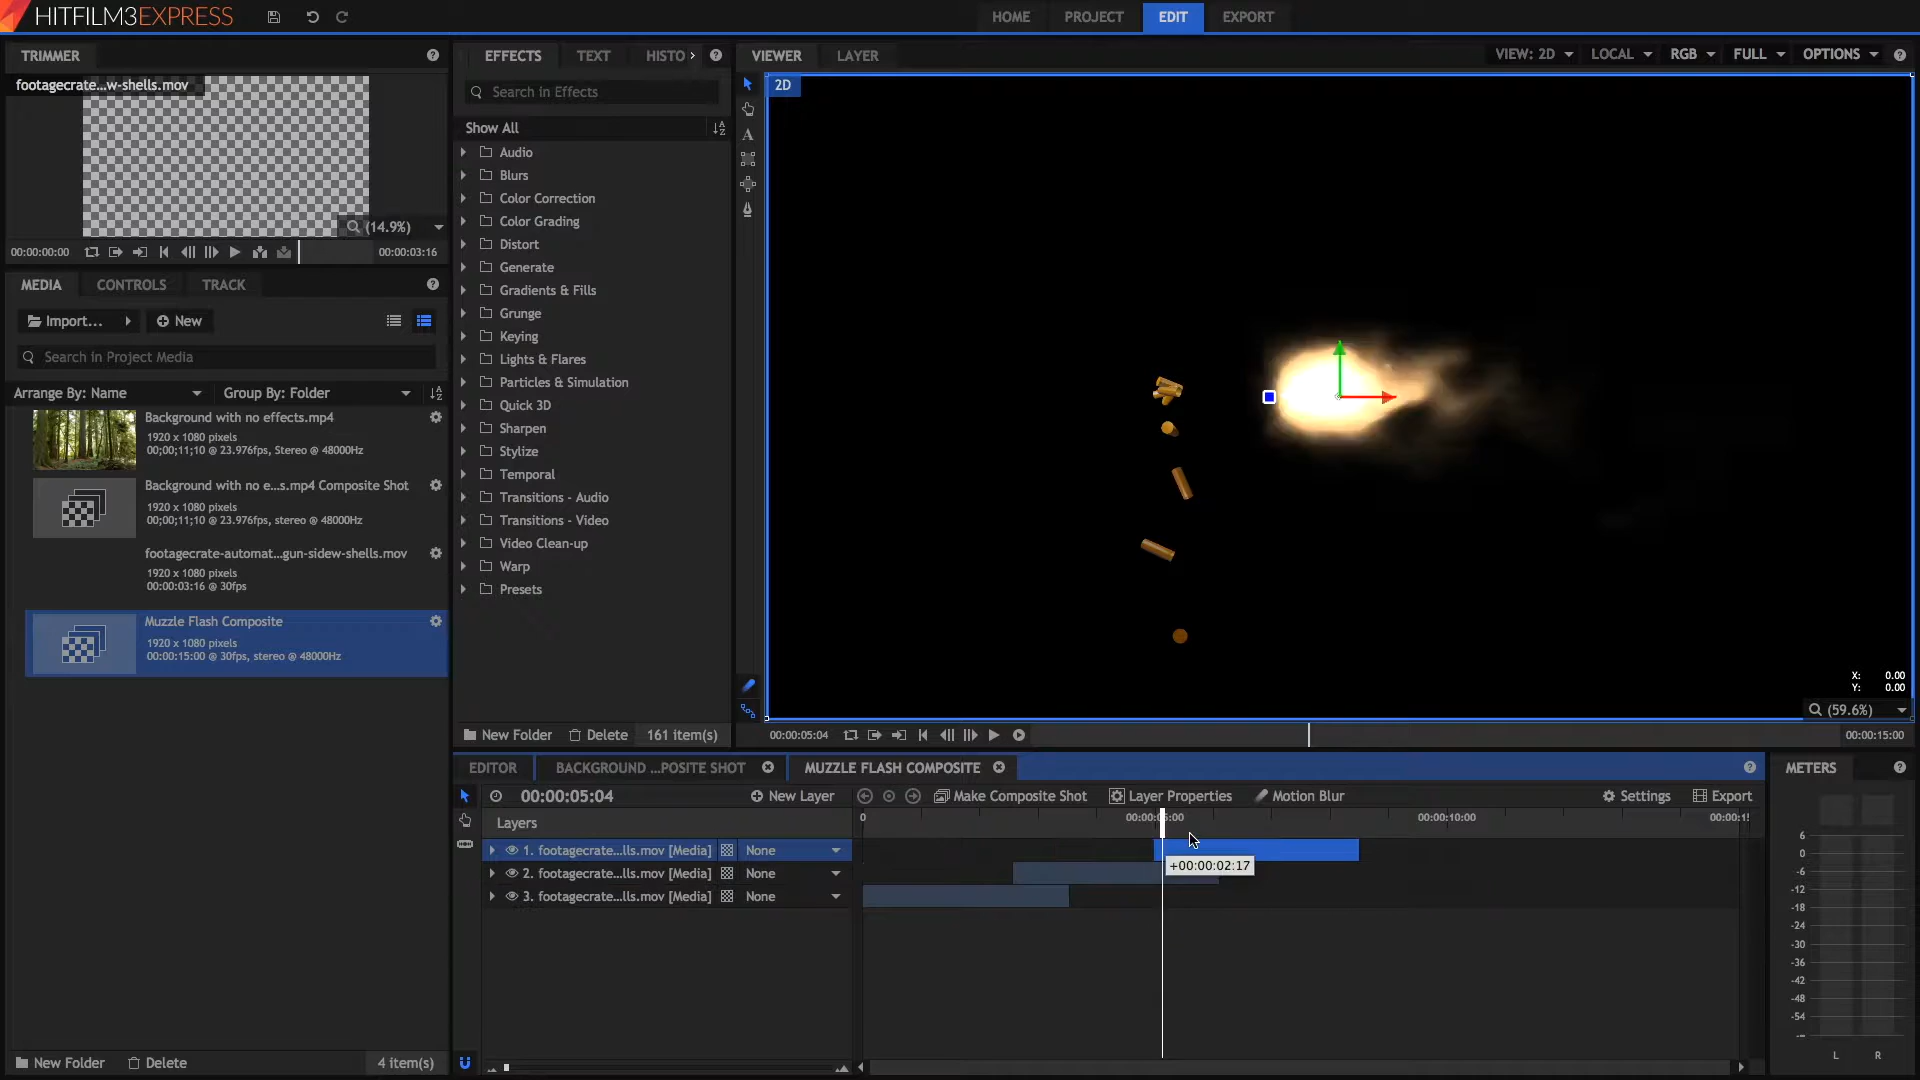 HITFILM3EXPRESS
HOME
PROJECT
EDIT
EXPORT
TRIMMER
footagecrate...w-shells.mov
(14.9%)
00:00:00:00
00:00:03:16
MEDIA
CONTROLS
TRACK
Import...
New
Search in Project Media
Arrange By: Name
Group By: Folder
Background with no effects.mp4
1920 x 1080 pixels
00;00;11;10 @ 23.976fps, Stereo @ 48000Hz
Background with no e...s.mp4 Composite Shot
1920 x 1080 pixels
00;00;11;10 @ 23.976fps, stereo @ 48000Hz
footagecrate-automat...gun-sidew-shells.mov
1920 x 1080 pixels
00:00:03:16 @ 30fps
Muzzle Flash Composite
1920 x 1080 pixels
00:00:15:00 @ 30fps, stereo @ 48000Hz
New Folder
Delete
4 item(s)
EFFECTS
TEXT
HISTO
Search in Effects
Show All
Audio
Blurs
Color Correction
Color Grading
Distort
Generate
Gradients & Fills
Grunge
Keying
Lights & Flares
Particles & Simulation
Quick 3D
Sharpen
Stylize
Temporal
Transitions - Audio
Transitions - Video
Video Clean-up
Warp
Presets
New Folder
Delete
161 item(s)
VIEWER
LAYER
VIEW: 2D
LOCAL
RGB
FULL
OPTIONS
2D
X: 0.00
Y: 0.00
(59.6%)
00:00:05:04
00:00:15:00
EDITOR
BACKGROUND ...POSITE SHOT
MUZZLE FLASH COMPOSITE
00:00:05:04
New Layer
Make Composite Shot
Layer Properties
Motion Blur
Settings
Export
Layers
0
00:00:10:00
1. footagecrate...lls.mov [Media]
None
2. footagecrate...lls.mov [Media]
None
3. footagecrate...lls.mov [Media]
None
+00:00:02:17
METERS
6
0
-6
-12
-18
-24
-30
-36
-42
-48
-54
-∞
L
R